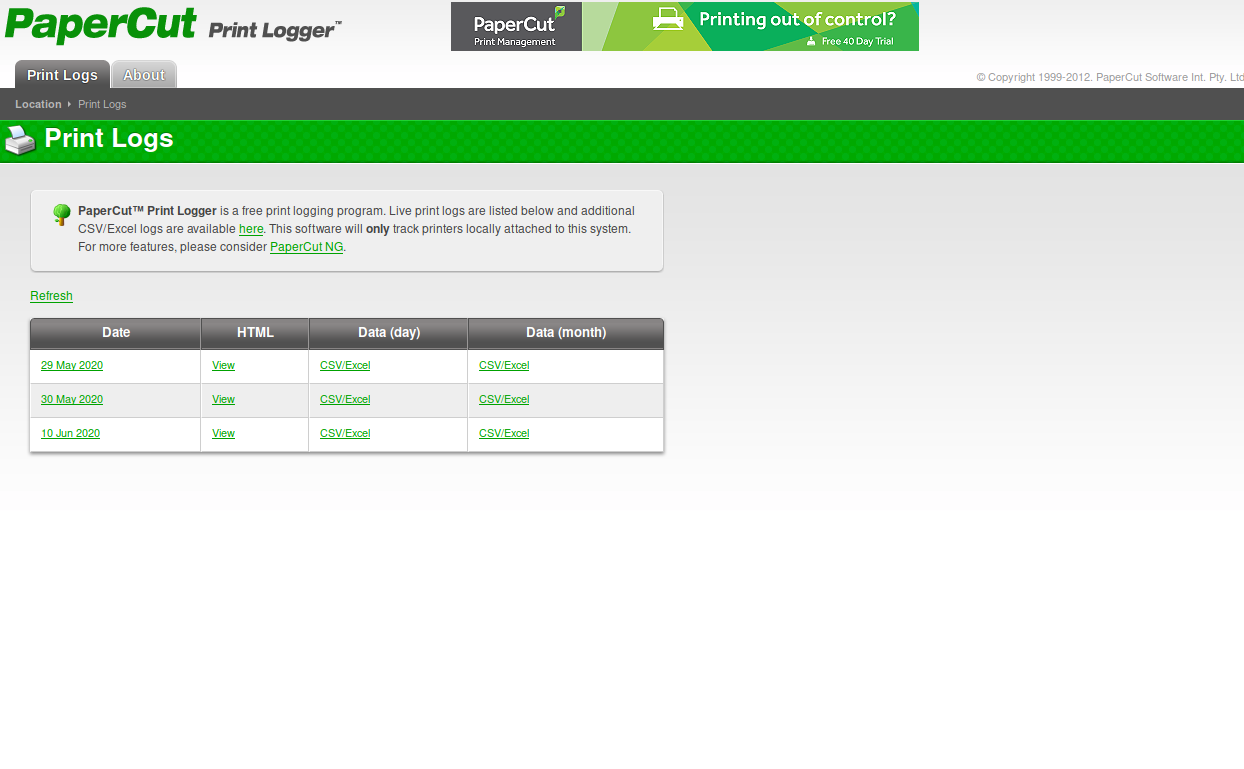 PaperCut Print Logger™
PaperCut
Print Management
Printing out of control?
Free 40 Day Trial
Print Logs About
© Copyright 1999-2012. PaperCut Software Int. Pty. Ltd
Location Print Logs
Print Logs
PaperCut™ Print Logger is a free print logging program. Live print logs are listed below and additional
CSV/Excel logs are available here. This software will only track printers locally attached to this system.
For more features, please consider PaperCut NG.
Refresh
Date HTML Data (day) Data (month)
29 May 2020 View CSV/Excel CSV/Excel
30 May 2020 View CSV/Excel CSV/Excel
10 Jun 2020 View CSV/Excel CSV/Excel